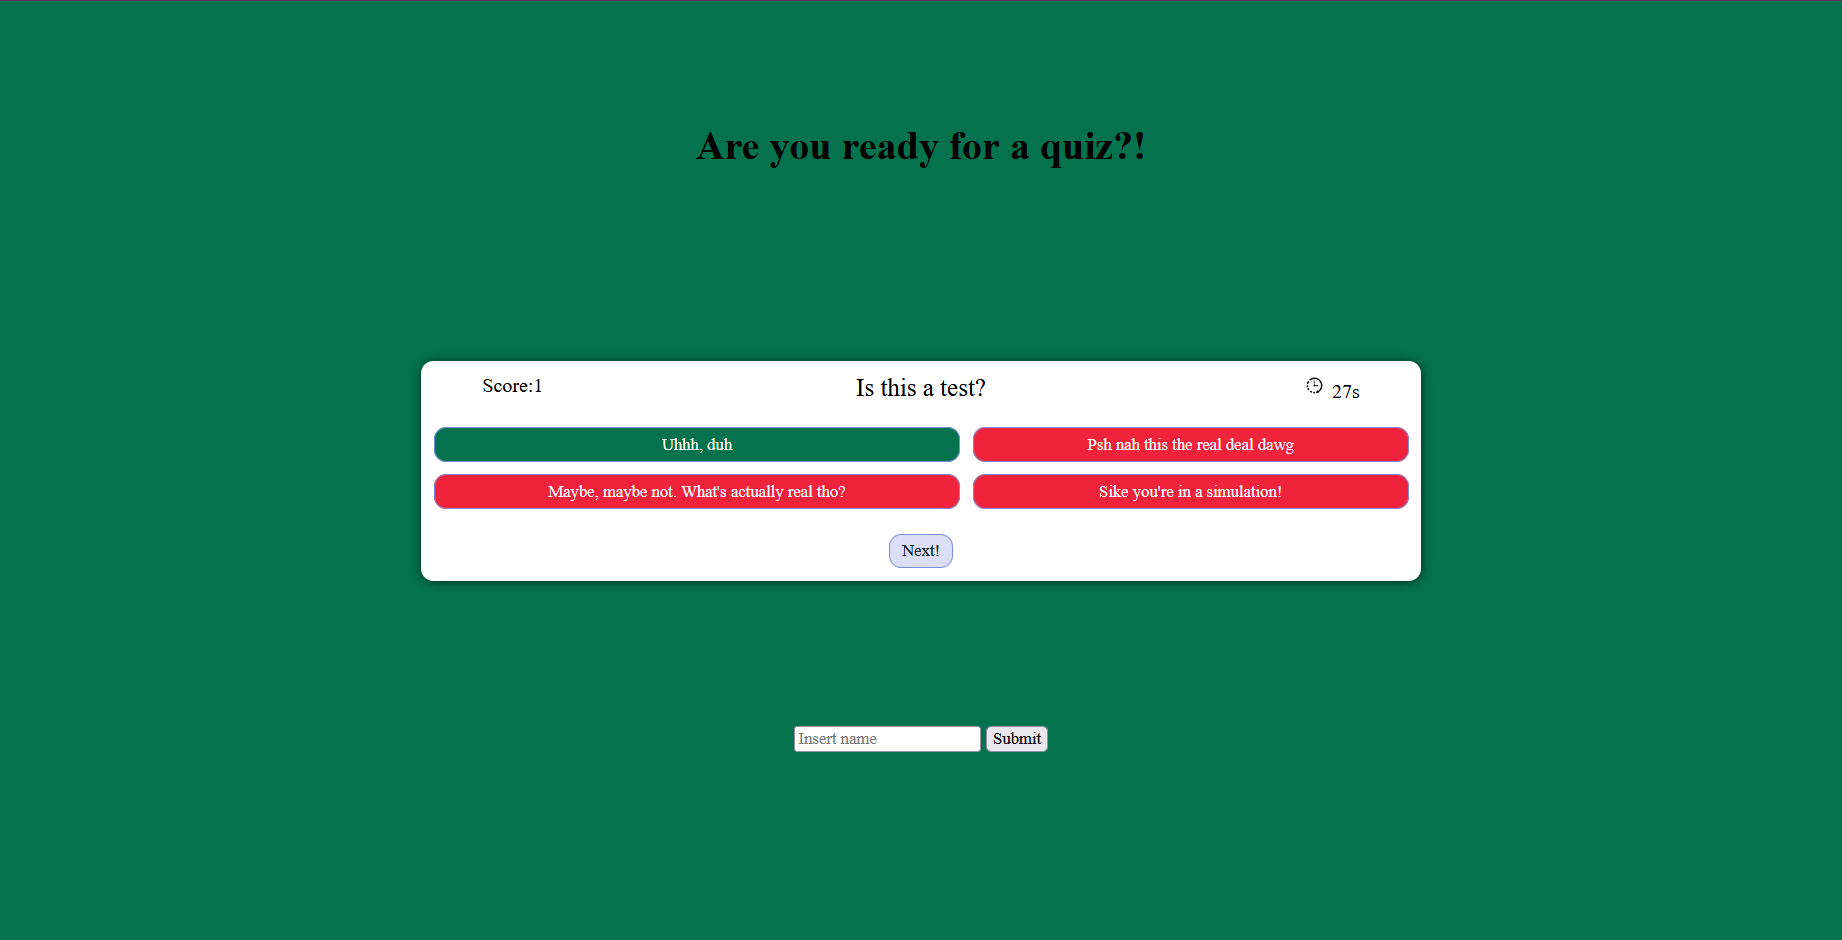 Are you ready for a quiz?!
Score:1
Is this a test?
27s
Uhhh, duh
Psh nah this the real deal dawg
Maybe, maybe not. What's actually real tho?
Sike you're in a simulation!
Next!
Insert name
Submit